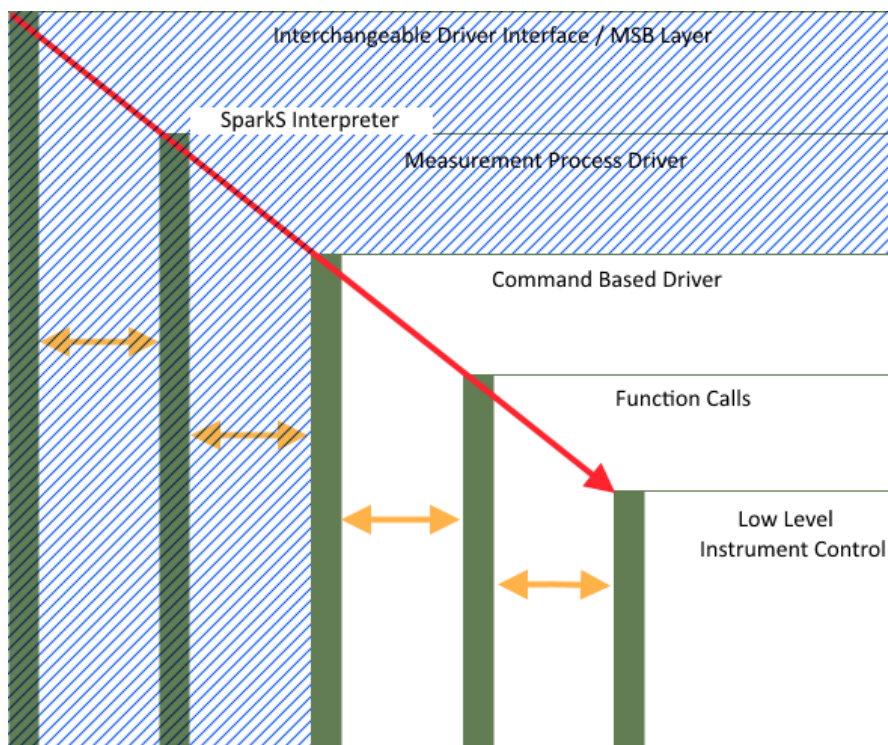 Interchangeable Driver Interface / MSB Layer
SparkS Interpreter
Measurement Process Driver
Command Based Driver
Function Calls
Low Level
Instrument Control